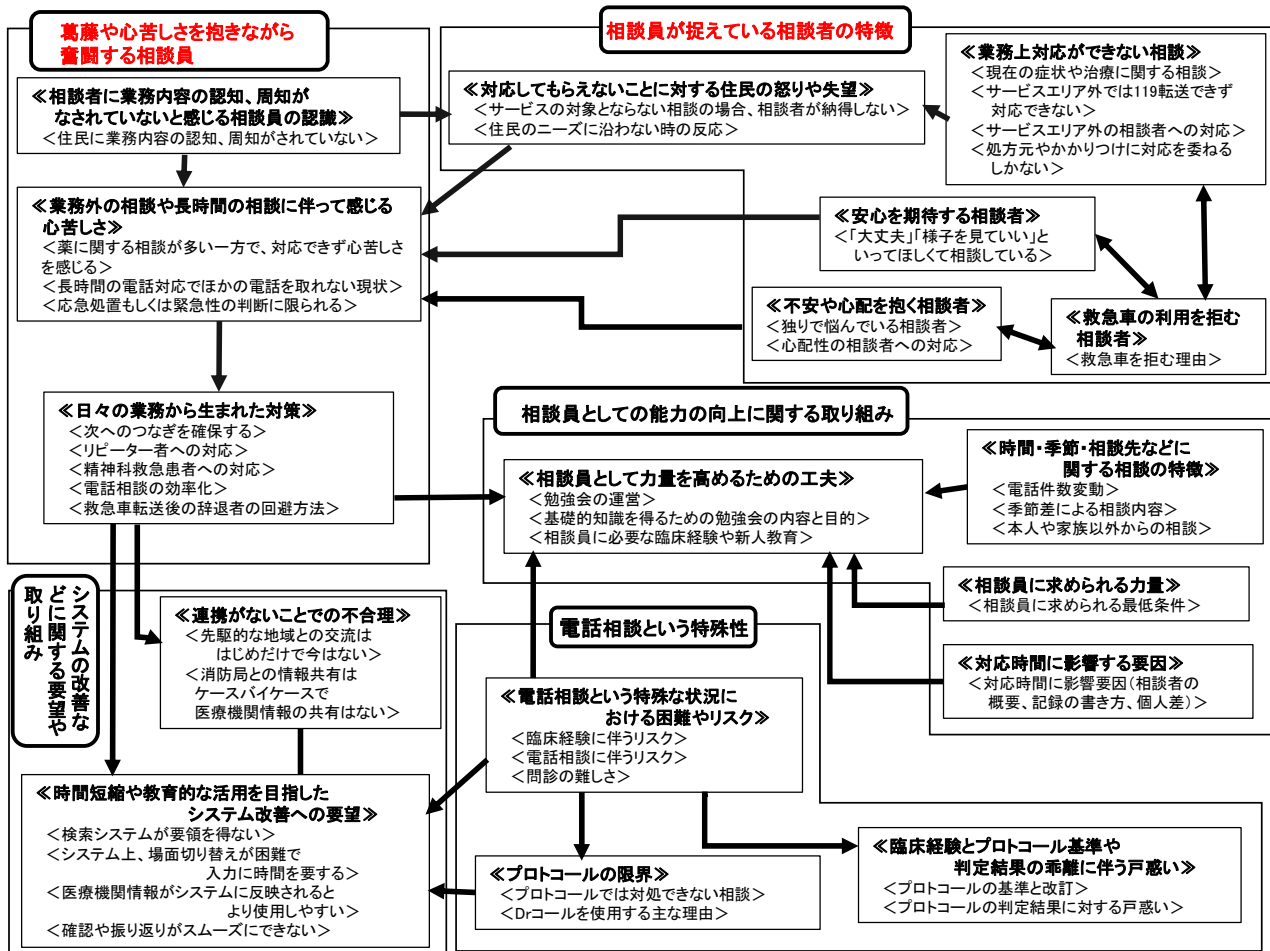 葛藤や心苦しさを抱きながら
奮闘する相談員
≪相談者に業務内容の認知、周知が
なされていないと感じる相談員の認識≫
＜住民に業務内容の認知、周知がされていない＞
≪業務外の相談や長時間の相談に伴って感じる
心苦しさ≫
＜薬に関する相談が多い一方で、対応できず心苦しさ
を感じる＞
＜長時間の電話対応でほかの電話を取れない現状＞
＜応急処置もしくは緊急性の判断に限られる＞
≪日々の業務から生まれた対策≫
＜次へのつなぎを確保する＞
＜リピーター者への対応＞
＜精神科救急患者への対応＞
＜電話相談の効率化＞
＜救急車転送後の辞退者の回避方法＞
相談員が捉えている相談者の特徴
≪対応してもらえないことに対する住民の怒りや失望≫
＜サービスの対象とならない相談の場合、相談者が納得しない＞
＜住民のニーズに沿わない時の反応＞
≪業務上対応ができない相談≫
＜現在の症状や治療に関する相談＞
＜サービスエリア外では119転送できず
対応できない＞
＜サービスエリア外の相談者への対応＞
＜処方元やかかりつけに対応を委ねる
しかない＞
≪安心を期待する相談者≫
＜「大丈夫」「様子を見ていい」と
いってほしくて相談している＞
≪不安や心配を抱く相談者≫
＜独りで悩んでいる相談者＞
＜心配性の相談者への対応＞
≪救急車の利用を拒む
相談者≫
＜救急車を拒む理由＞
相談員としての能力の向上に関する取り組み
≪相談員として力量を高めるための工夫≫
＜勉強会の運営＞
＜基礎的知識を得るための勉強会の内容と目的＞
＜相談員に必要な臨床経験や新人教育＞
≪時間・季節・相談先などに
関する相談の特徴≫
＜電話件数変動＞
＜季節差による相談内容＞
＜本人や家族以外からの相談＞
≪相談員に求められる力量≫
＜相談員に求められる最低条件＞
≪対応時間に影響する要因≫
＜対応時間に影響要因（相談者の
概要、記録の書き方、個人差）＞
システムの改善な
どに関する要望や
取り組み
≪連携がないことでの不合理≫
＜先駆的な地域との交流は
はじめだけで今はない＞
＜消防局との情報共有は
ケースバイケースで
医療機関情報の共有はない＞
≪時間短縮や教育的な活用を目指した
システム改善への要望≫
＜検索システムが要領を得ない＞
＜システム上、場面切り替えが困難で
入力に時間を要する＞
＜医療機関情報がシステムに反映されると
より使用しやすい＞
＜確認や振り返りがスムーズにできない＞
電話相談という特殊性
≪電話相談という特殊な状況に
おける困難やリスク≫
＜臨床経験に伴うリスク＞
＜電話相談に伴うリスク＞
＜問診の難しさ＞
≪プロトコールの限界≫
＜プロトコールでは対処できない相談＞
＜Drコールを使用する主な理由＞
≪臨床経験とプロトコール基準や
判定結果の乖離に伴う戸惑い≫
＜プロトコールの基準と改訂＞
＜プロトコールの判定結果に対する戸惑い＞